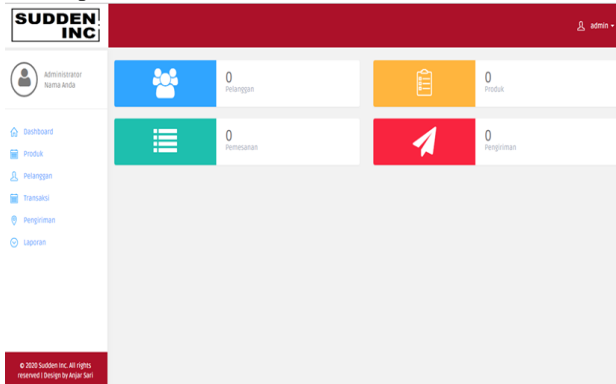 SUDDEN
INC
admin
Administrator
Nama Anda
0
Pelanggan
0
Produk
0
Pemesanan
0
Pengiriman
Dashboard
Produk
Pelanggan
Transaksi
Pengiriman
Laporan
© 2020 Sudden Inc. All rights
reserved | Design by Anjar Sari